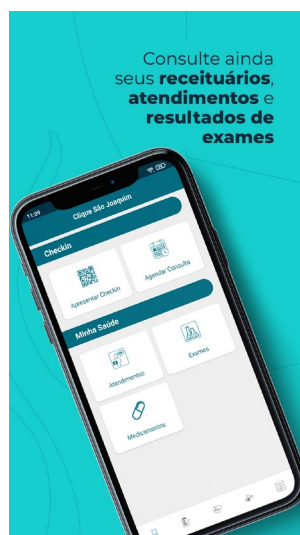 Consulte ainda
seus receituários,
atendimentos e
resultados de
exames
11:09
Clique São Joaquim
Checkin
Apresentar Checkin
Agendar Consulta
Minha Saúde
Atendimentos
Exames
Medicamentos